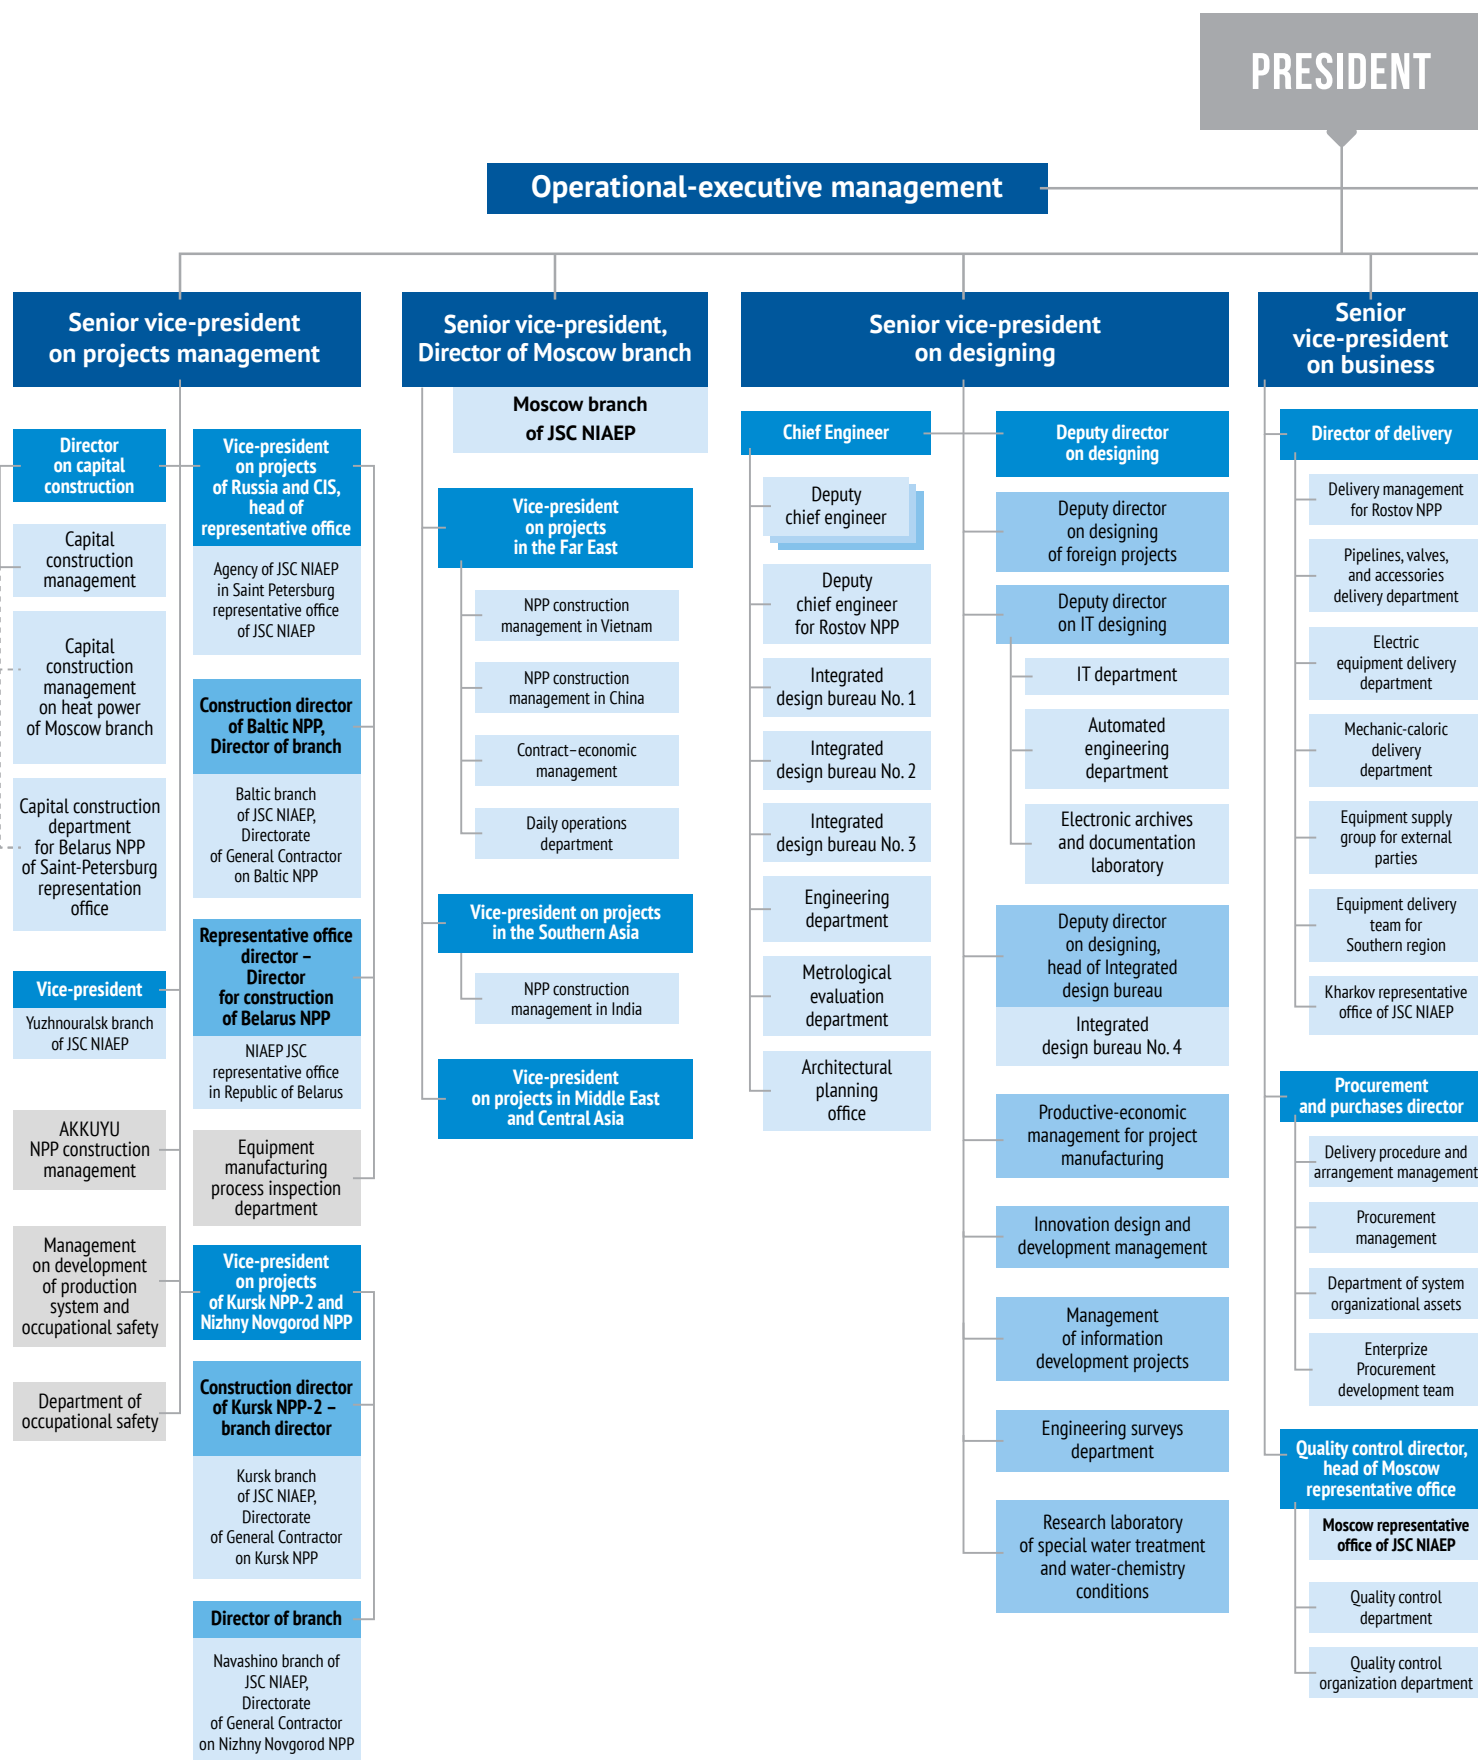 PRESIDENT
Operational-executive management
Senior vice-president
on projects management
Director
on capital
construction
Capital
construction
management
Capital
construction
management
on heat power
of Moscow branch
Capital construction
department
for Belarus NPP
of Saint-Petersburg
representation
office
Vice-president
Yuzhnouralsk branch
of JSC NIAEP
AKKUYU
NPP construction
management
Management
on development
of production
system and
occupational safety
Department of
occupational safety
Vice-president
on projects
of Russia and CIS,
head of
representative office
Agency of JSC NIAEP
in Saint Petersburg
representative office
of JSC NIAEP
Construction director
of Baltic NPP,
Director of branch
Baltic branch
of JSC NIAEP,
Directorate
of General Contractor
on Baltic NPP
Representative office
director –
Director
for construction
of Belarus NPP
NIAEP JSC
representative office
in Republic of Belarus
Equipment
manufacturing
process inspection
department
Vice-president
on projects
of Kursk NPP-2 and
Nizhny Novgorod NPP
Construction director
of Kursk NPP-2 –
branch director
Kursk branch
of JSC NIAEP,
Directorate
of General Contractor
on Kursk NPP
Director of branch
Navashino branch of
JSC NIAEP,
Directorate
of General Contractor
on Nizhny Novgorod NPP
Senior vice-president,
Director of Moscow branch
Moscow branch
of JSC NIAEP
Vice-president
on projects
in the Far East
NPP construction
management in Vietnam
NPP construction
management in China
Contract–economic
management
Daily operations
department
Vice-president on projects
in the Southern Asia
NPP construction
management in India
Vice-president
on projects in Middle East
and Central Asia
Senior vice-president
on designing
Chief Engineer
Deputy
chief engineer
Deputy
chief engineer
for Rostov NPP
Integrated
design bureau No. 1
Integrated
design bureau No. 2
Integrated
design bureau No. 3
Engineering
department
Metrological
evaluation
department
Architectural
planning
office
Deputy director
on designing
Deputy director
on designing
of foreign projects
Deputy director
on IT designing
IT department
Automated
engineering
department
Electronic archives
and documentation
laboratory
Deputy director
on designing,
head of Integrated
design bureau
Integrated
design bureau No. 4
Productive-economic
management for project
manufacturing
Innovation design and
development management
Management
of information
development projects
Engineering surveys
department
Research laboratory
of special water treatment
and water-chemistry
conditions
Senior
vice-president
on business
Director of delivery
Delivery management
for Rostov NPP
Pipelines, valves,
and accessories
delivery department
Electric
equipment delivery
department
Mechanic-caloric
delivery
department
Equipment supply
group for external
parties
Equipment delivery
team for
Southern region
Kharkov representative
office of JSC NIAEP
Procurement
and purchases director
Delivery procedure and
arrangement management
Procurement
management
Department of system
organizational assets
Enterprize
Procurement
development team
Quality control director,
head of Moscow
representative office
Moscow representative
office of JSC NIAEP
Quality control
department
Quality control
organization department